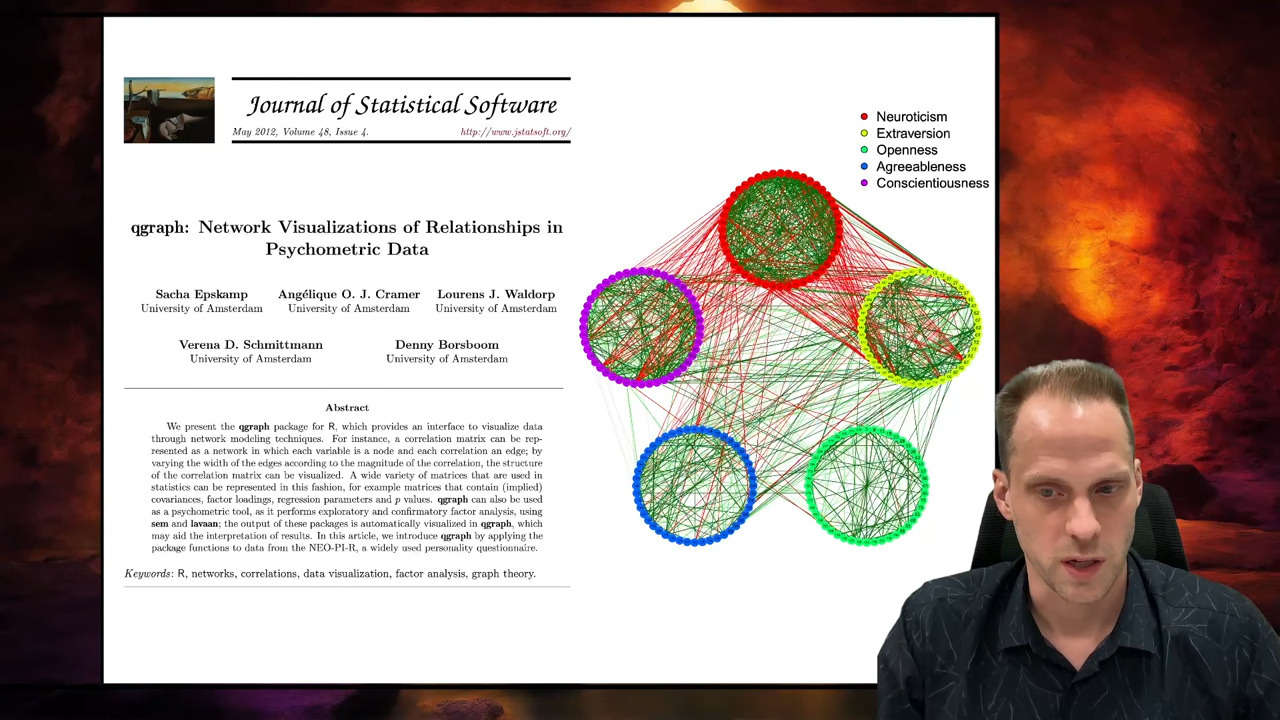 Journal of Statistical Software
May 2012, Volume 48, Issue 4.
http://www.jstatsoft.org/
qgraph: Network Visualizations of Relationships in
Psychometric Data
Sacha Epskamp
University of Amsterdam
Angélique O. J. Cramer
University of Amsterdam
Lourens J. Waldorp
University of Amsterdam
Verena D. Schmittmann
University of Amsterdam
Denny Borsboom
University of Amsterdam
Abstract
We present the qgraph package for R, which provides an interface to visualize data
through network modeling techniques. For instance, a correlation matrix can be rep-
resented as a network in which each variable is a node and each correlation an edge; by
varying the width of the edges according to the magnitude of the correlation, the structure
of the correlation matrix can be visualized. A wide variety of matrices that are used in
statistics can be represented in this fashion, for example matrices that contain (implied)
covariances, factor loadings, regression parameters and p values. qgraph can also be used
as a psychometric tool, as it performs exploratory and confirmatory factor analysis, using
sem and lavaan; the output of these packages is automatically visualized in qgraph, which
may aid the interpretation of results. In this article, we introduce qgraph by applying the
package functions to data from the NEO-PI-R, a widely used personality questionnaire.
Keywords: R, networks, correlations, data visualization, factor analysis, graph theory.
Neuroticism
Extraversion
Openness
Agreeableness
Conscientiousness